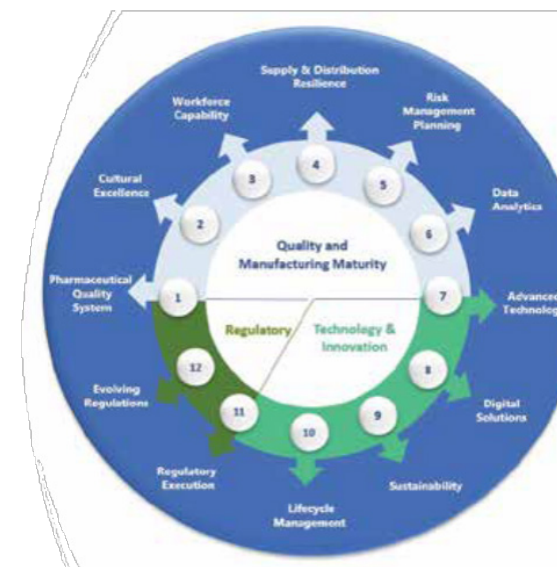 Supply & Distribution
Resilience
Workforce
Capability
Risk
Management
Planning
Cultural
Excellence
Data
Analytics
4
3
5
2
6
Quality and
Manufacturing Maturity
Pharmaceutical
Quality
System
1
7
Advanced
Technolog
Regulatory
Technology &
Innovation
12
8
Evolving
Regulations
11
9
10
Digital
Solutions
Regulatory
Execution
Sustainability
Lifecycle
Management